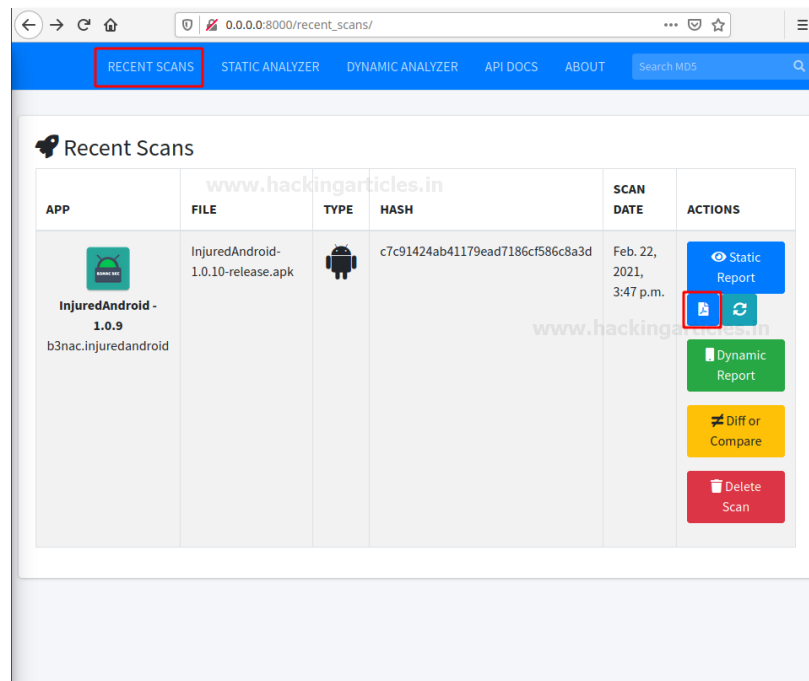 0.0.0.0:8000/recent_scans/
RECENT SCANS
STATIC ANALYZER
DYNAMIC ANALYZER
API DOCS
ABOUT
Search MD5
Recent Scans
www.hackingarticles.in
APP
FILE
TYPE
HASH
SCAN
DATE
ACTIONS
InjuredAndroid -
1.0.9
b3nac.injuredandroid
InjuredAndroid-
1.0.10-release.apk
c7c91424ab41179ead7186cf586c8a3d
Feb. 22,
2021,
3:47 p.m.
Static
Report
www.hackingarticles.in
Dynamic
Report
Diff or
Compare
Delete
Scan